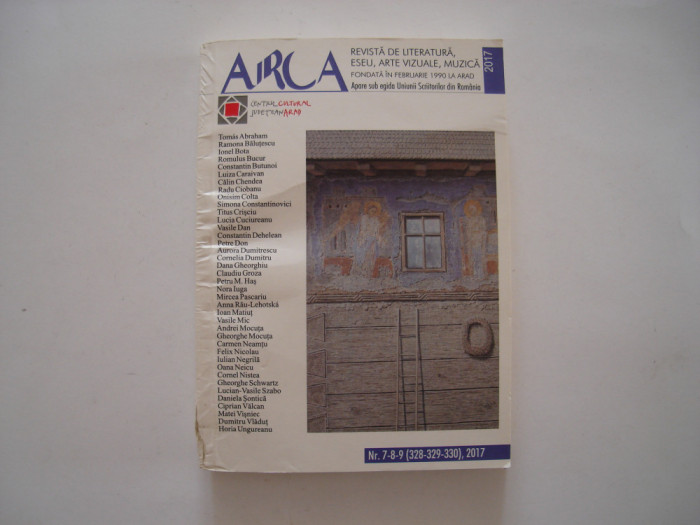 ARCA
REVISTĂ DE LITERATURĂ,
ESEU, ARTE VIZUALE, MUZICĂ
FONDATĂ ÎN FEBRUARIE 1990 LA ARAD
Apare sub egida Uniunii Scriitorilor din România
2017
CENTRUL CULTURAL
JUDEȚEAN ARAD
Tomás Abraham
Ramona Băluțescu
Ionel Bota
Romulus Bucur
Constantin Butunoi
Luiza Caraivan
Călin Chendea
Radu Ciobanu
Onisim Colta
Simona Constantinovici
Titus Crișciu
Lucia Cuciureanu
Vasile Dan
Constantin Dehelean
Petre Don
Aurora Dumitrescu
Cornelia Dumitru
Dana Gheorghiu
Claudiu Groza
Petru M. Haș
Nora Iuga
Mircea Pascariu
Anna Rău-Lehotská
Ioan Matiuț
Vasile Mic
Andrei Mocuța
Gheorghe Mocuța
Carmen Neamțu
Felix Nicolau
Iulian Negrilă
Oana Neicu
Cornel Nistea
Gheorghe Schwartz
Lucian-Vasile Szabo
Daniela Șontică
Ciprian Vălcan
Matei Vișniec
Dumitru Vlăduț
Horia Ungureanu
Nr. 7-8-9 (328-329-330), 2017